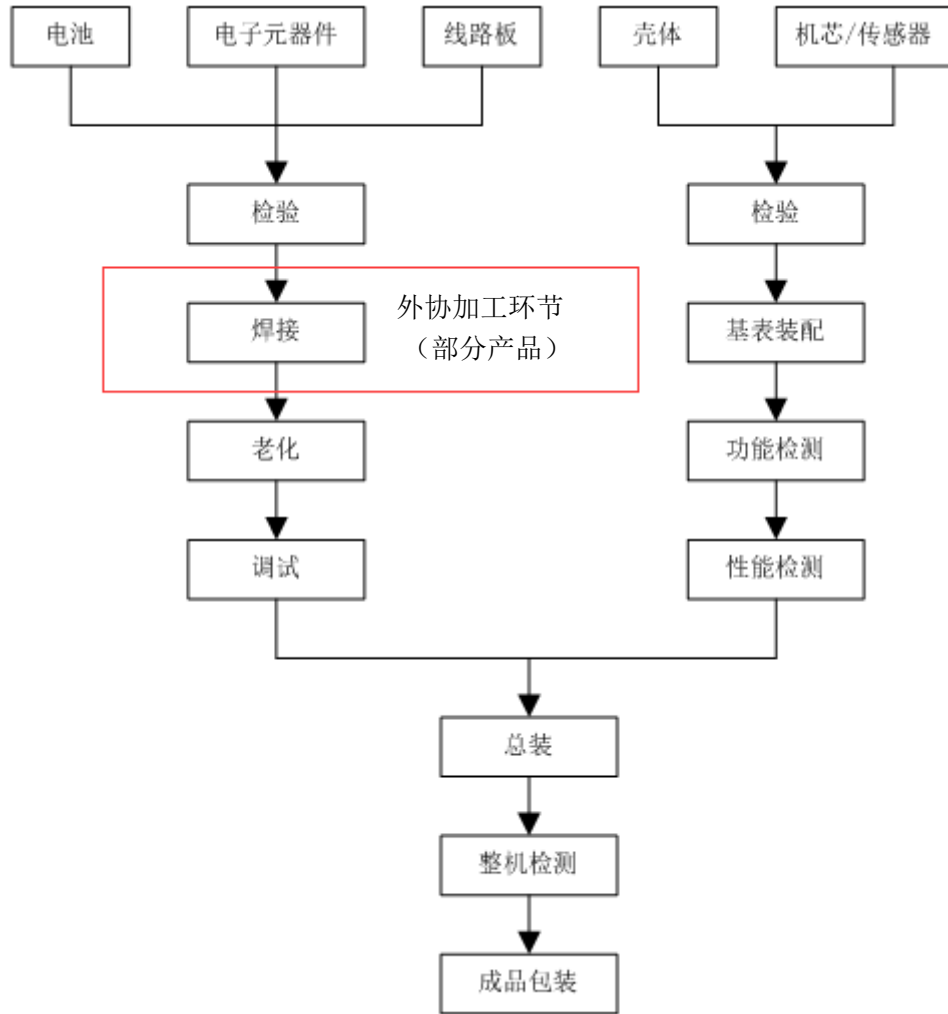 电池
电子元器件
线路板
壳体
机芯/传感器
检验
检验
焊接
外协加工环节
（部分产品）
基表装配
老化
功能检测
调试
性能检测
总装
整机检测
成品包装